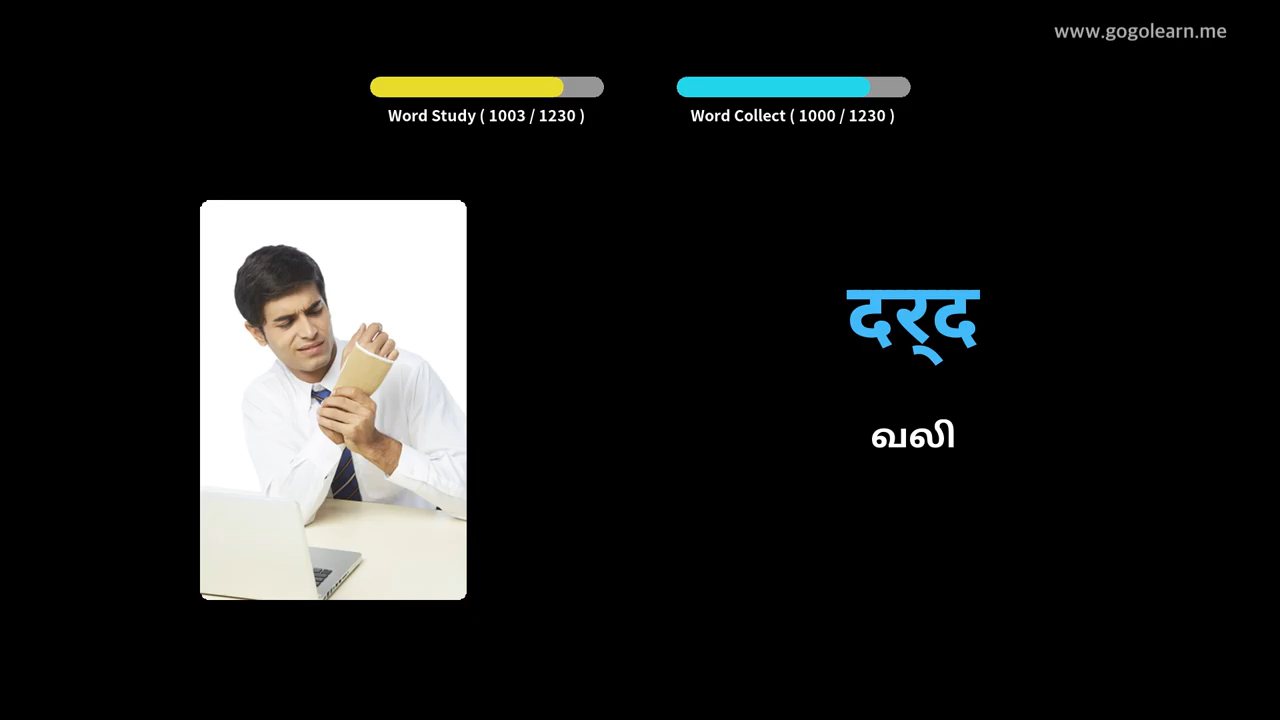 www.gogolearn.me
Word Study ( 1003 / 1230 )
Word Collect ( 1000 / 1230 )
दर्‌द
வலி